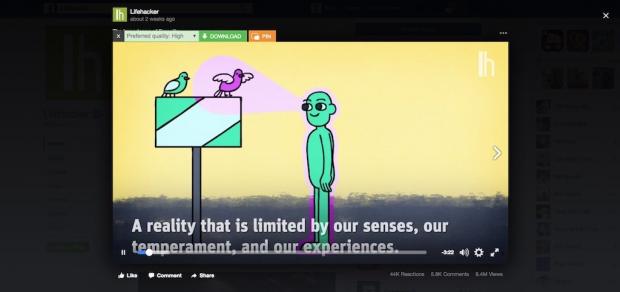 lh
Lifehacker
about 2 weeks ago
x Preferred quality: High DOWNLOAD PIN
lh
A reality that is limited by our senses, our
temperament, and our experiences.
-3:22
Like Comment Share 44K Reactions 5.8K Comments 8.4M Views